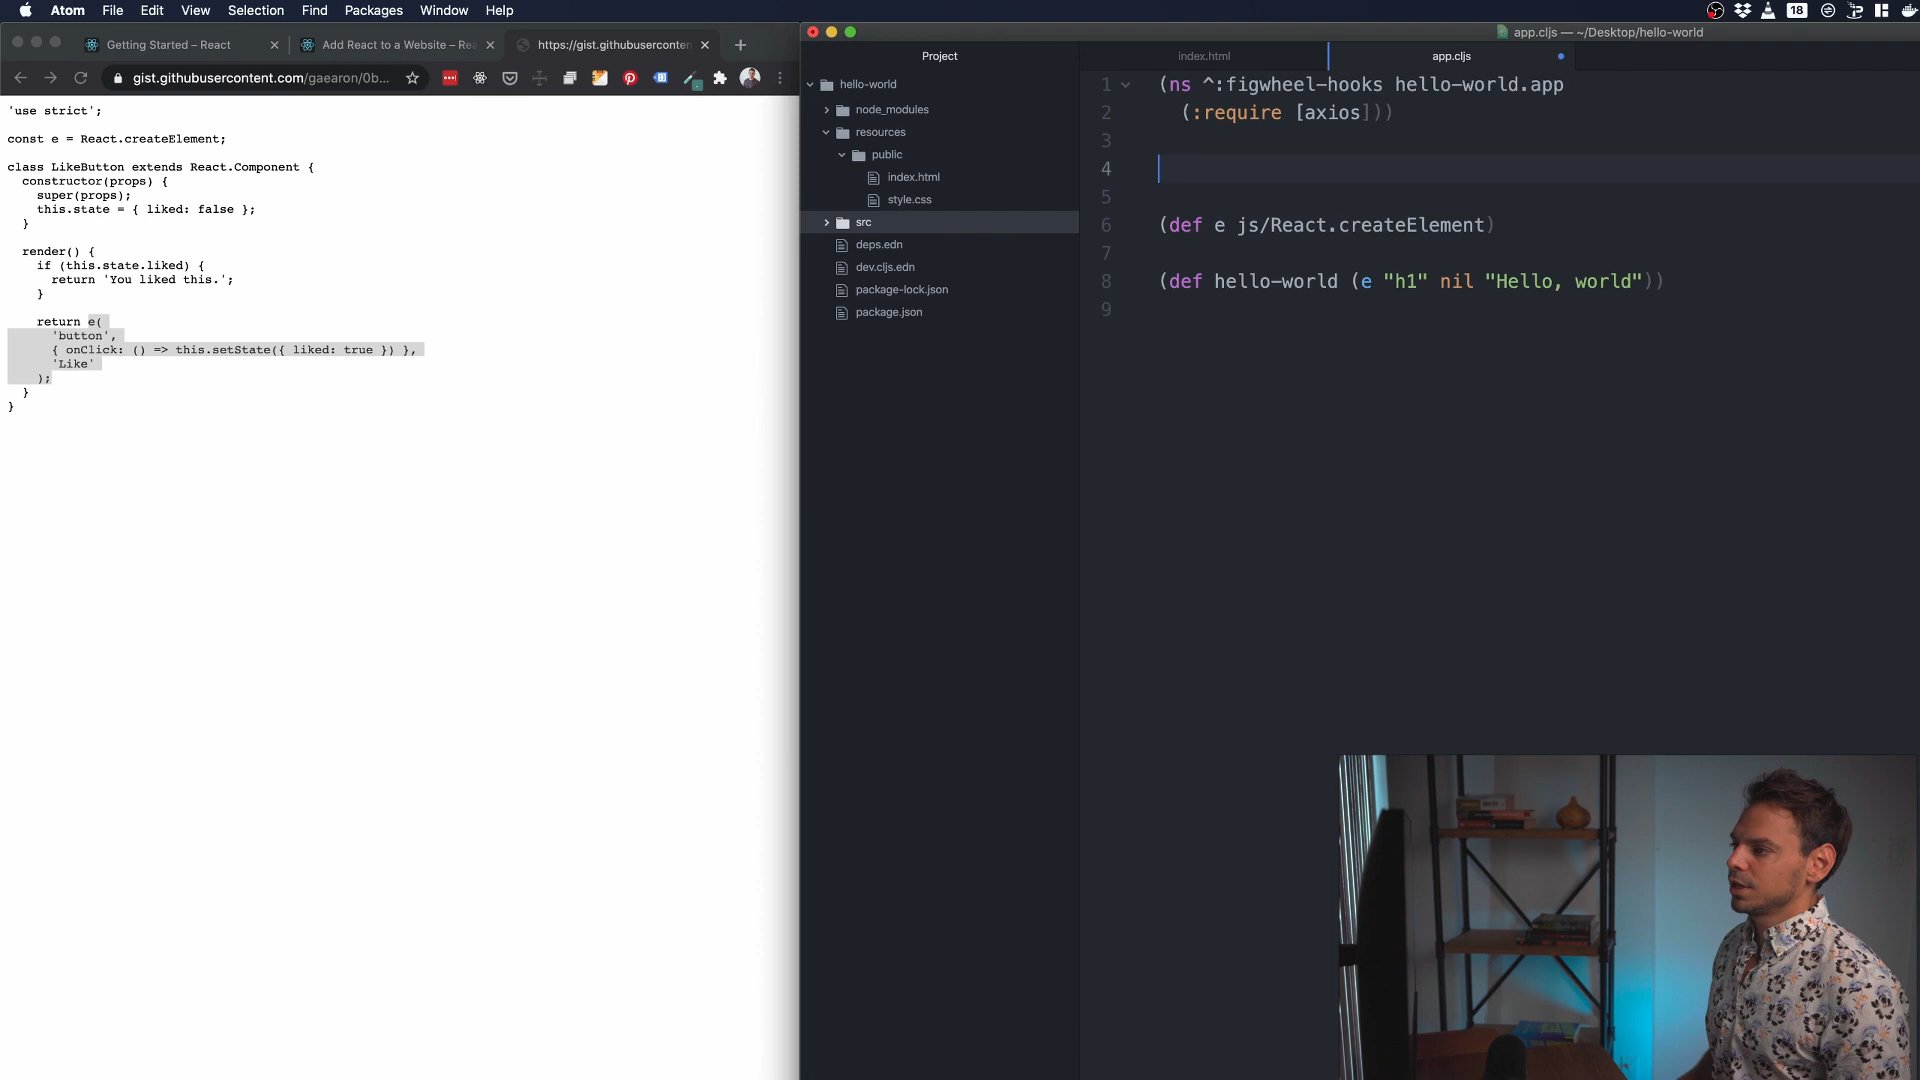 Atom File Edit View Selection Find Packages Window Help
18
Getting Started – React
Add React to a Website – Rea
https://gist.githubusercontent
gist.githubusercontent.com/gaearon/0b...
'use strict';
const e = React.createElement;
class LikeButton extends React.Component {
constructor(props) {
super(props);
this.state = { liked: false };
}
render() {
if (this.state.liked) {
return 'You liked this.';
}
return e(
'button',
{ onClick: () => this.setState({ liked: true }) },
'Like'
);
}
}
app.cljs — ~/Desktop/hello-world
Project
hello-world
node_modules
resources
public
index.html
style.css
src
deps.edn
dev.cljs.edn
package-lock.json
package.json
index.html
app.cljs
1 (ns ^:figwheel-hooks hello-world.app
2 (:require [axios]))
3
4
5
6 (def e js/React.createElement)
7
8 (def hello-world (e "h1" nil "Hello, world"))
9